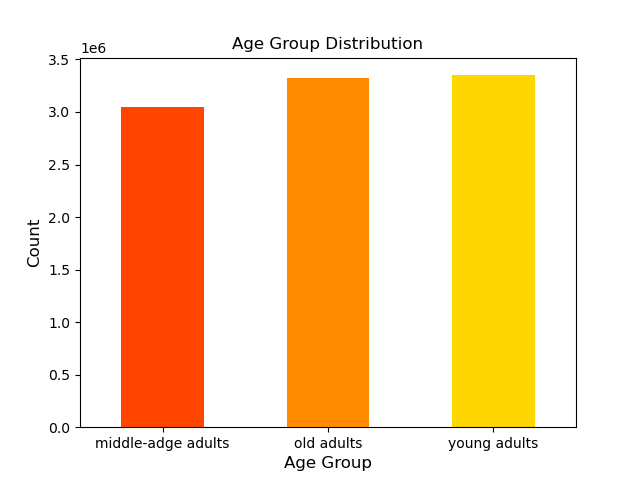 Age Group Distribution
1e6
3.5
3.0
2.5
2.0
1.5
1.0
0.5
0.0
Count
middle-adge adults old adults young adults
Age Group